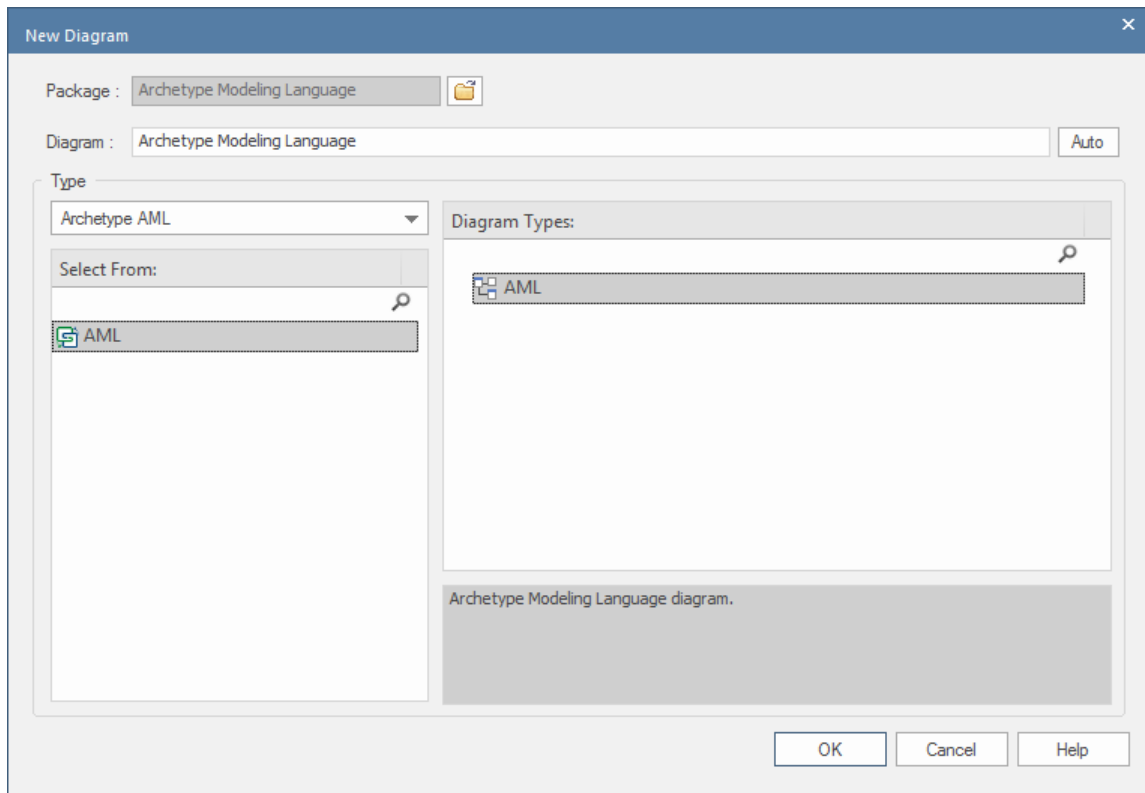 New Diagram
Package : Archetype Modeling Language
Diagram : Archetype Modeling Language Auto
Type
Archetype AML
Select From:
AML
Diagram Types:
AML
Archetype Modeling Language diagram.
OK Cancel Help